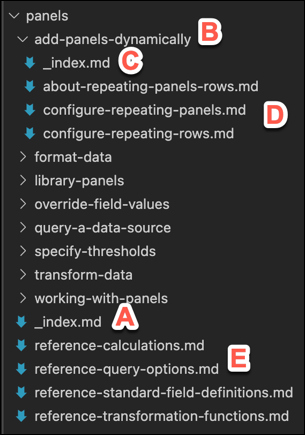 panels
add-panels-dynamically B
_index.md C
about-repeating-panels-rows.md
configure-repeating-panels.md D
configure-repeating-rows.md
format-data
library-panels
override-field-values
query-a-data-source
specify-thresholds
transform-data
working-with-panels
_index.md A
reference-calculations.md
reference-query-options.md E
reference-standard-field-definitions.md
reference-transformation-functions.md